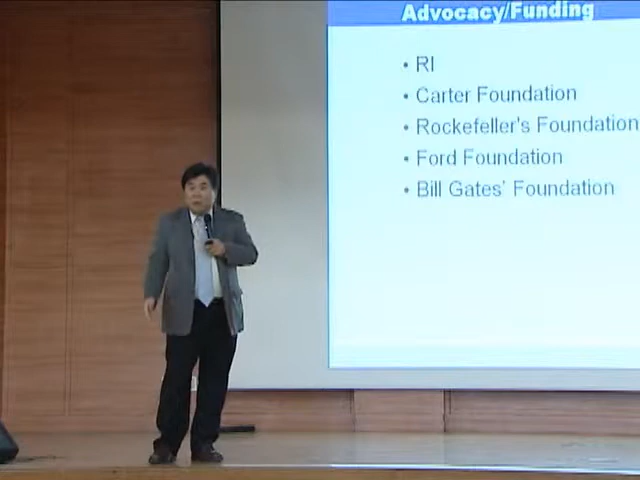 Advocacy/Funding
• RI
• Carter Foundation
• Rockefeller's Foundation
• Ford Foundation
• Bill Gates' Foundation